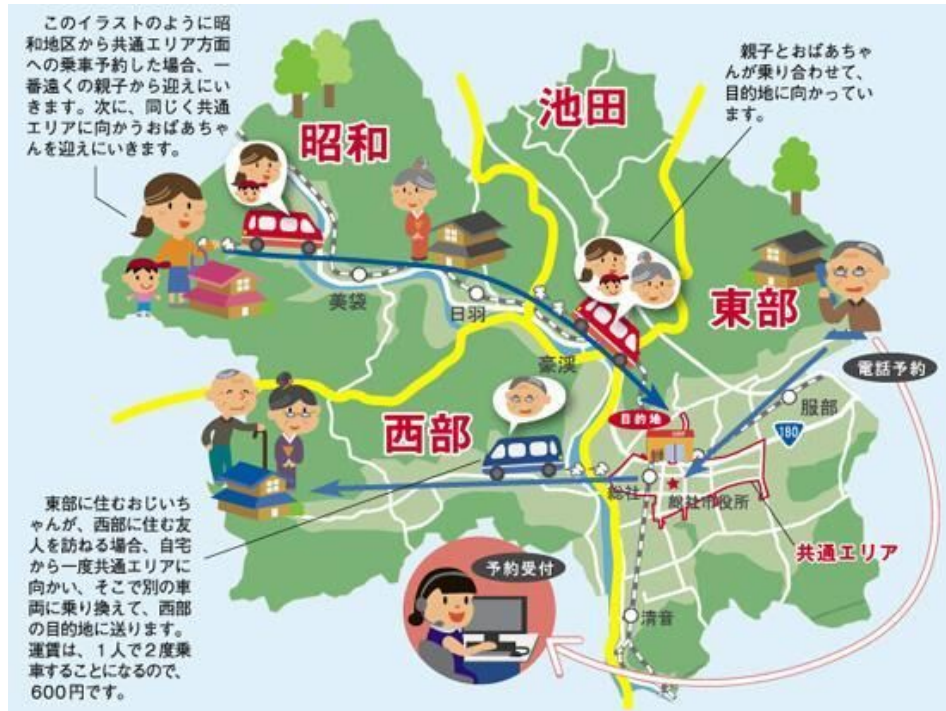 このイラストのように昭
和地区から共通エリア方面
への乗車予約した場合、一
番遠くの親子から迎えにい
きます。次に、同じく共通
エリアに向かうおばあちゃ
んを迎えにいきます。
親子とおばあちゃ
んが乗り合わせて、
目的地に向かってい
ます。
池田
昭和
美袋
日羽
豪渓
東部
電話予約
服部
180
目的地
西部
総社
総社市役所
共通エリア
東部に住むおじいち
ゃんが、西部に住む友
人を訪ねる場合、自宅
から一度共通エリアに
向かい、そこで別の車
両に乗り換えて、西部
の目的地に送ります。
運賃は、1人で2度乗
車することになるので、
600円です。
予約受付
清音